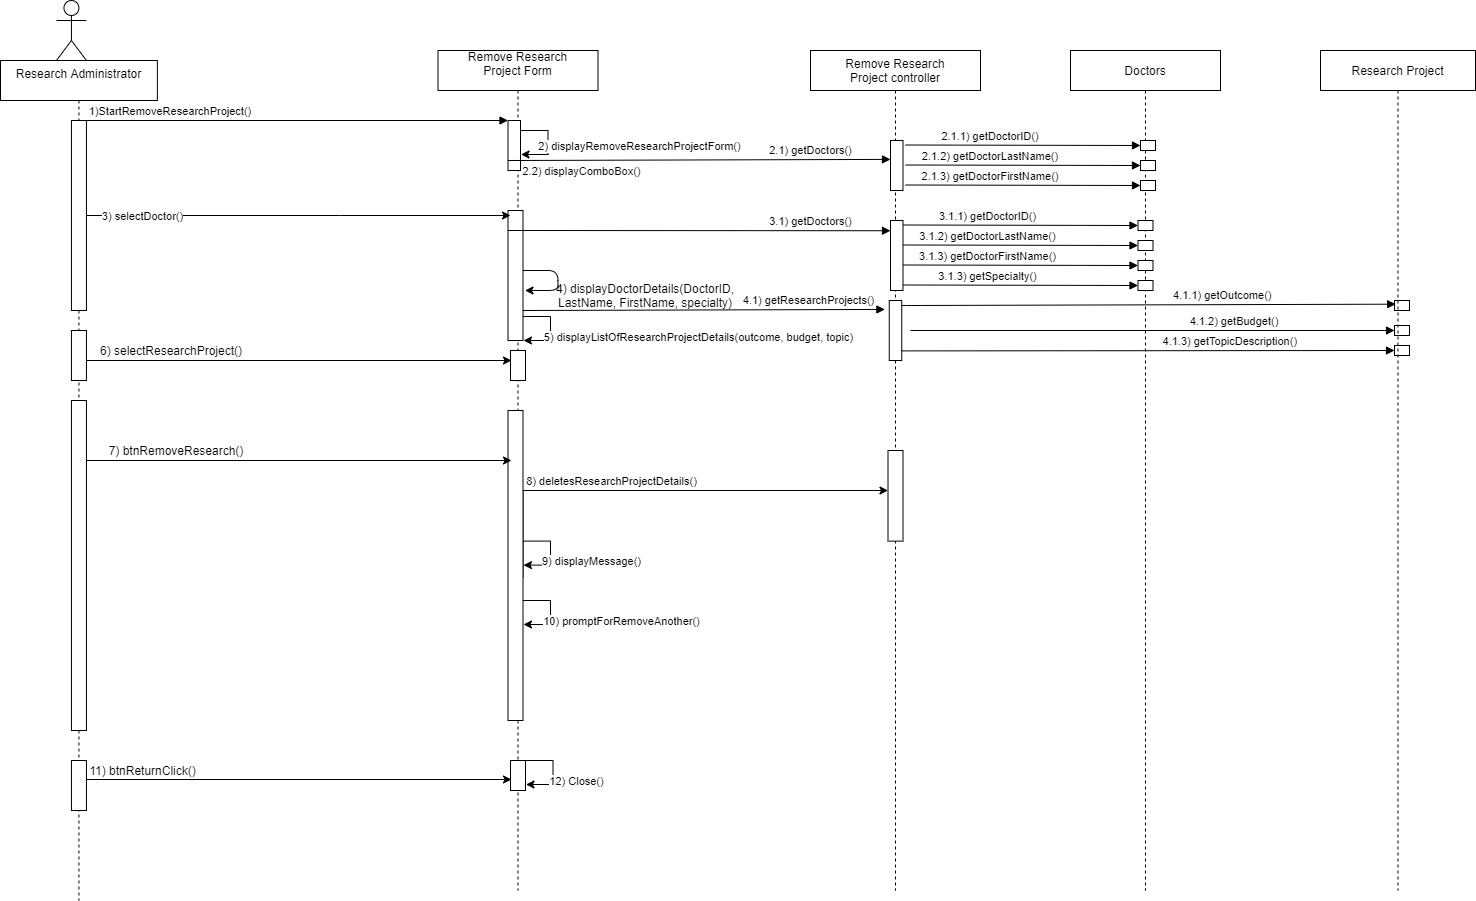 Research Administrator
Remove Research
Project Form
Remove Research
Project controller
Doctors
Research Project
1)StartRemoveResearchProject()
2) displayRemoveResearchProjectForm()
2.1) getDoctors()
2.1.1) getDoctorID()
2.1.2) getDoctorLastName()
2.1.3) getDoctorFirstName()
2.2) displayComboBox()
3) selectDoctor()
3.1) getDoctors()
3.1.1) getDoctorID()
3.1.2) getDoctorLastName()
3.1.3) getDoctorFirstName()
3.1.3) getSpecialty()
4) displayDoctorDetails(DoctorID,
LastName, FirstName, specialty)
4.1) getResearchProjects()
4.1.1) getOutcome()
4.1.2) getBudget()
4.1.3) getTopicDescription()
5) displayListOfResearchProjectDetails(outcome, budget, topic)
6) selectResearchProject()
7) btnRemoveResearch()
8) deletesResearchProjectDetails()
9) displayMessage()
10) promptForRemoveAnother()
11) btnReturnClick()
12) Close()